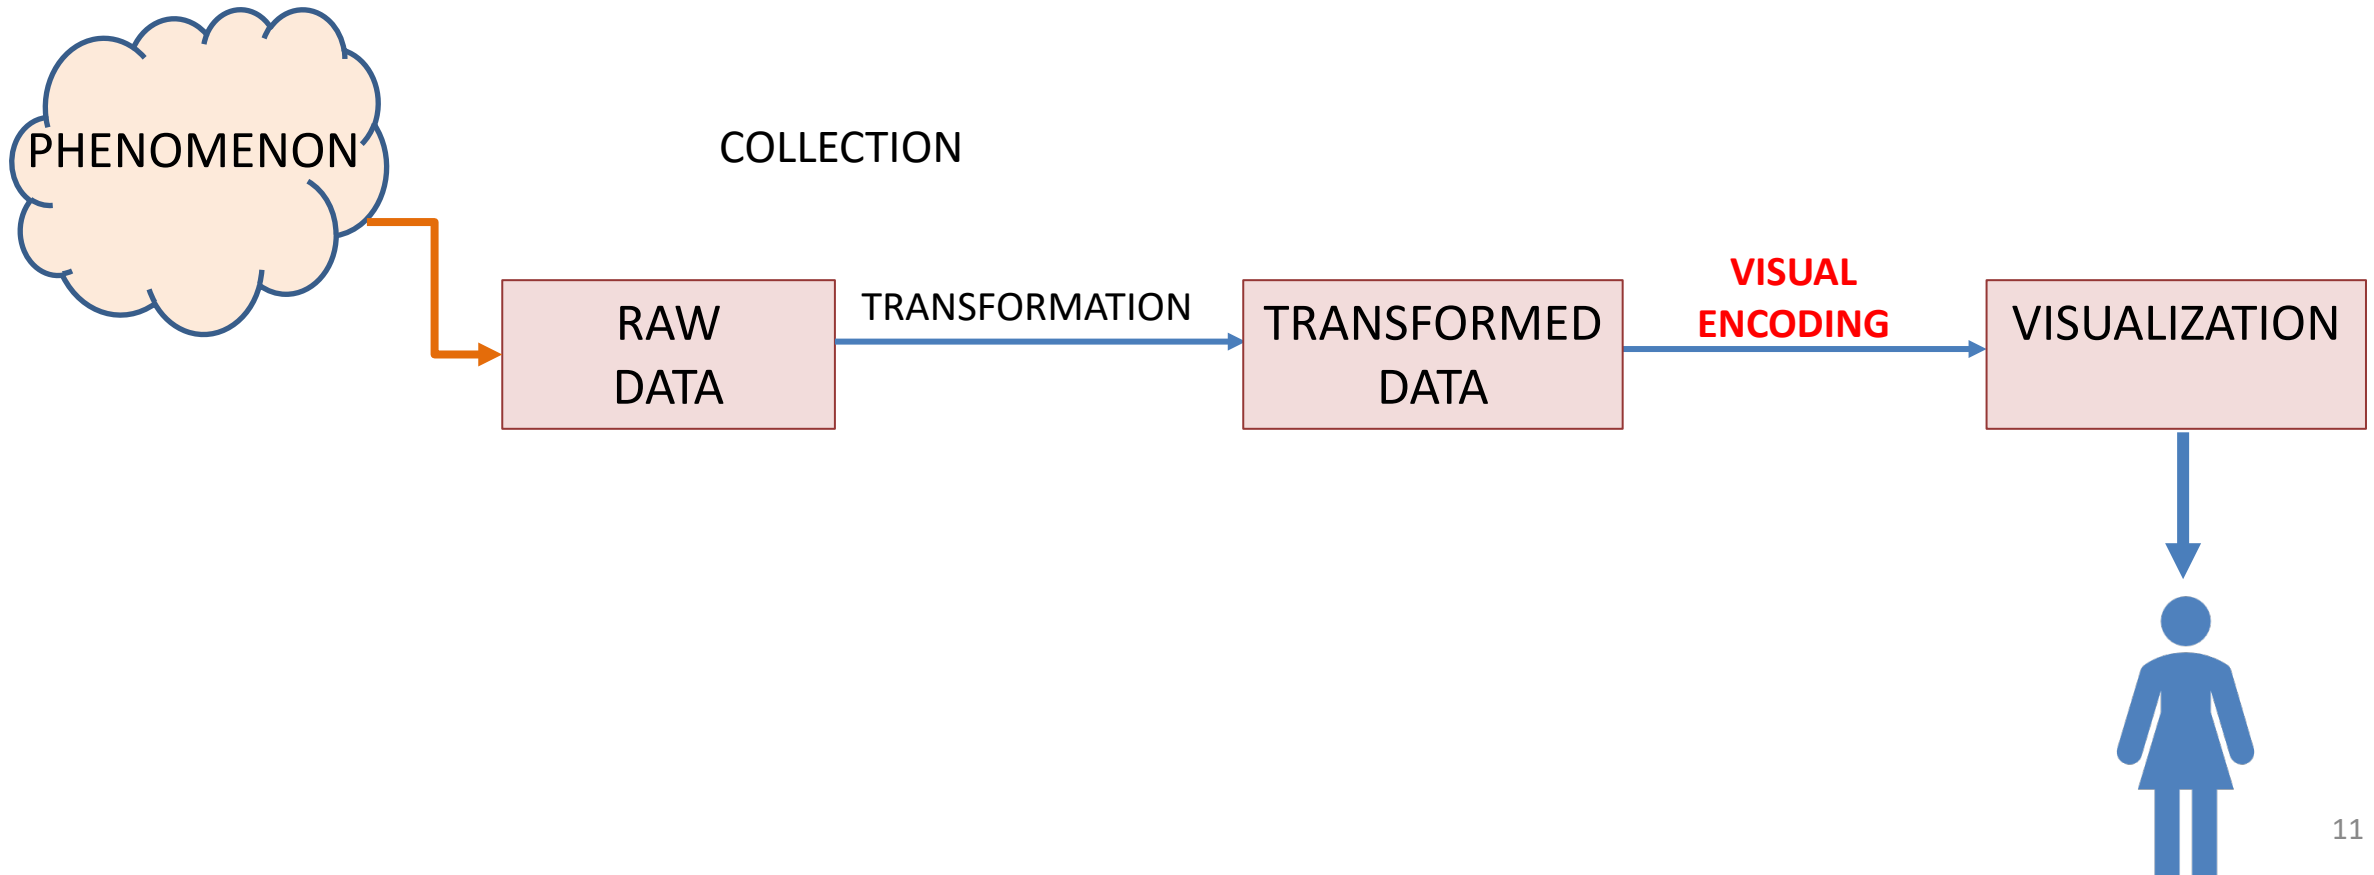 PHENOMENON
COLLECTION
RAW
DATA
TRANSFORMATION
TRANSFORMED
DATA
VISUAL
ENCODING
VISUALIZATION
11